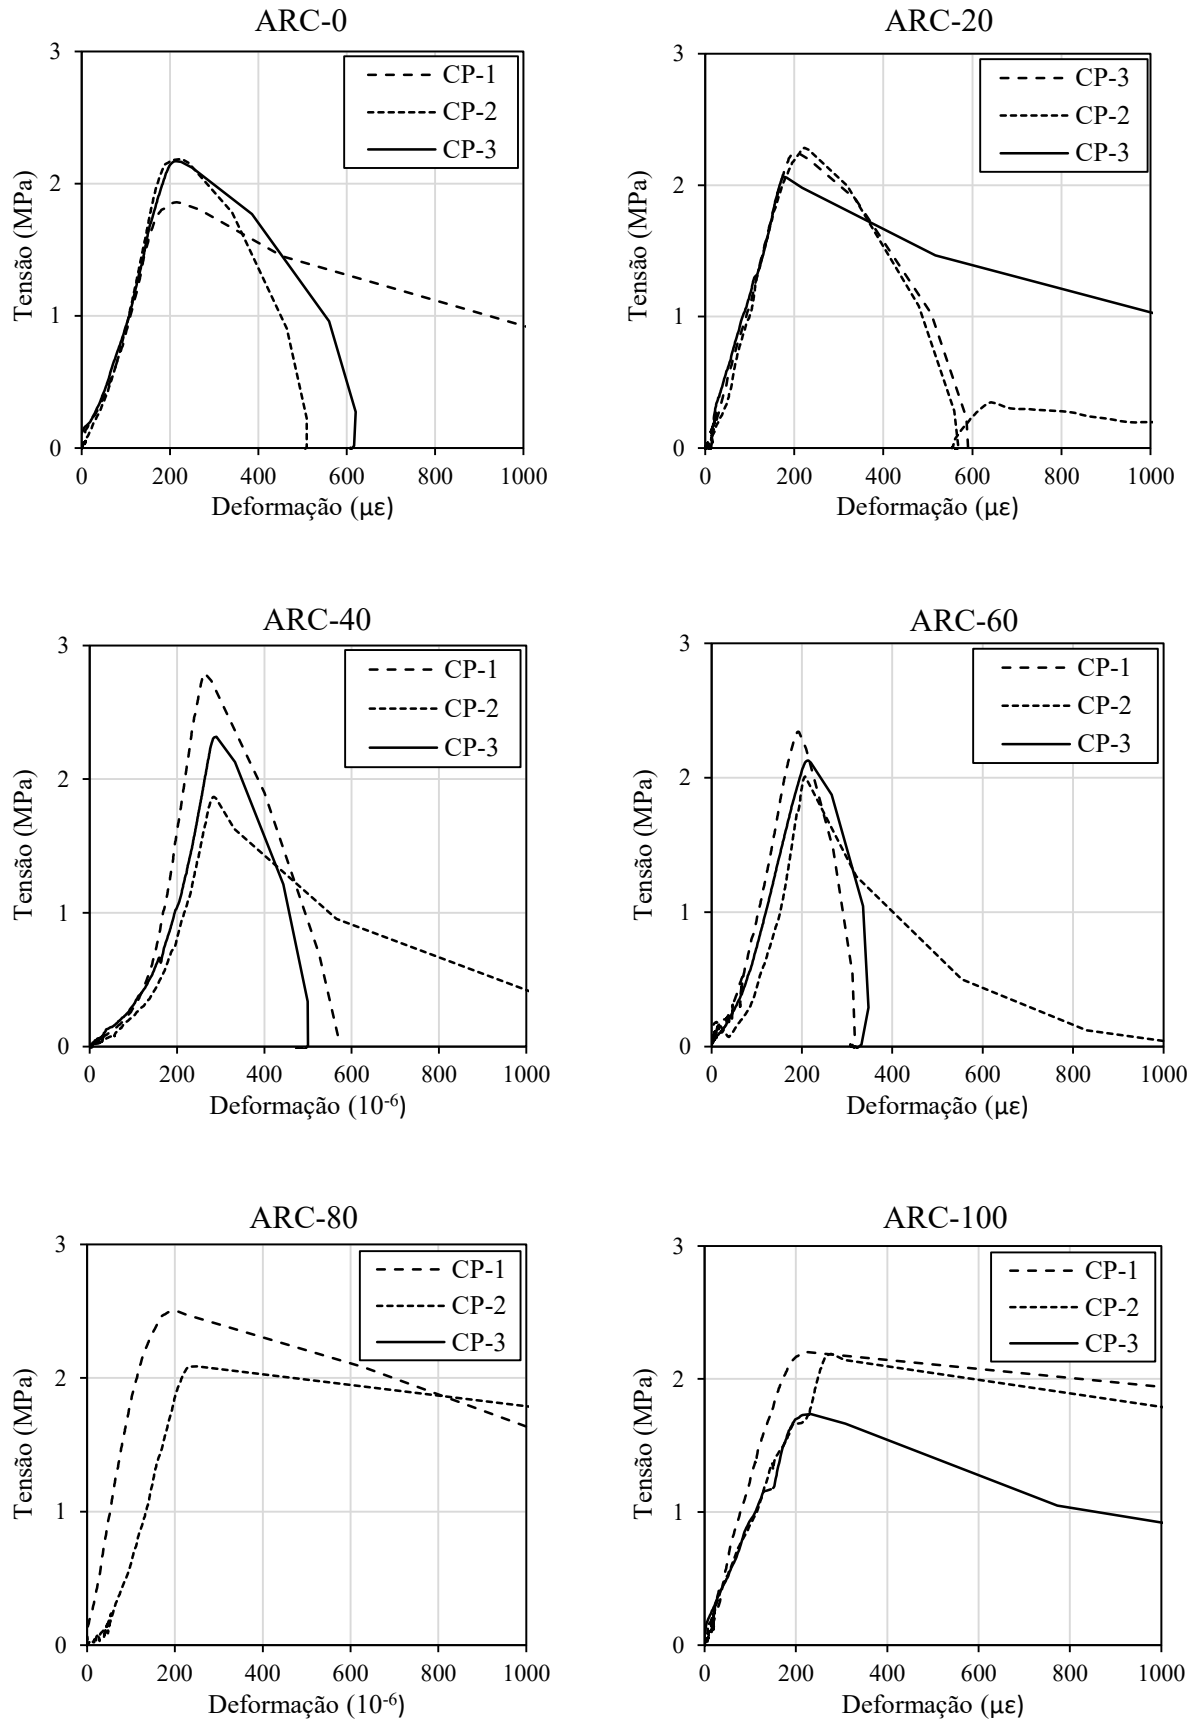 ARC-0
3
2
1
0
Tensão (MPa)
CP-1
CP-2
CP-3
0 200 400 600 800 1000
Deformação (µε)
ARC-20
3
2
1
0
Tensão (MPa)
CP-3
CP-2
CP-3
0 200 400 600 800 1000
Deformação (µε)
ARC-40
3
2
1
0
Tensão (MPa)
CP-1
CP-2
CP-3
0 200 400 600 800 1000
Deformação (10⁻⁶)
ARC-60
3
2
1
0
Tensão (MPa)
CP-1
CP-2
CP-3
0 200 400 600 800 1000
Deformação (µε)
ARC-80
3
2
1
0
Tensão (MPa)
CP-1
CP-2
CP-3
0 200 400 600 800 1000
Deformação (10⁻⁶)
ARC-100
3
2
1
0
Tensão (MPa)
CP-1
CP-2
CP-3
0 200 400 600 800 1000
Deformação (µε)